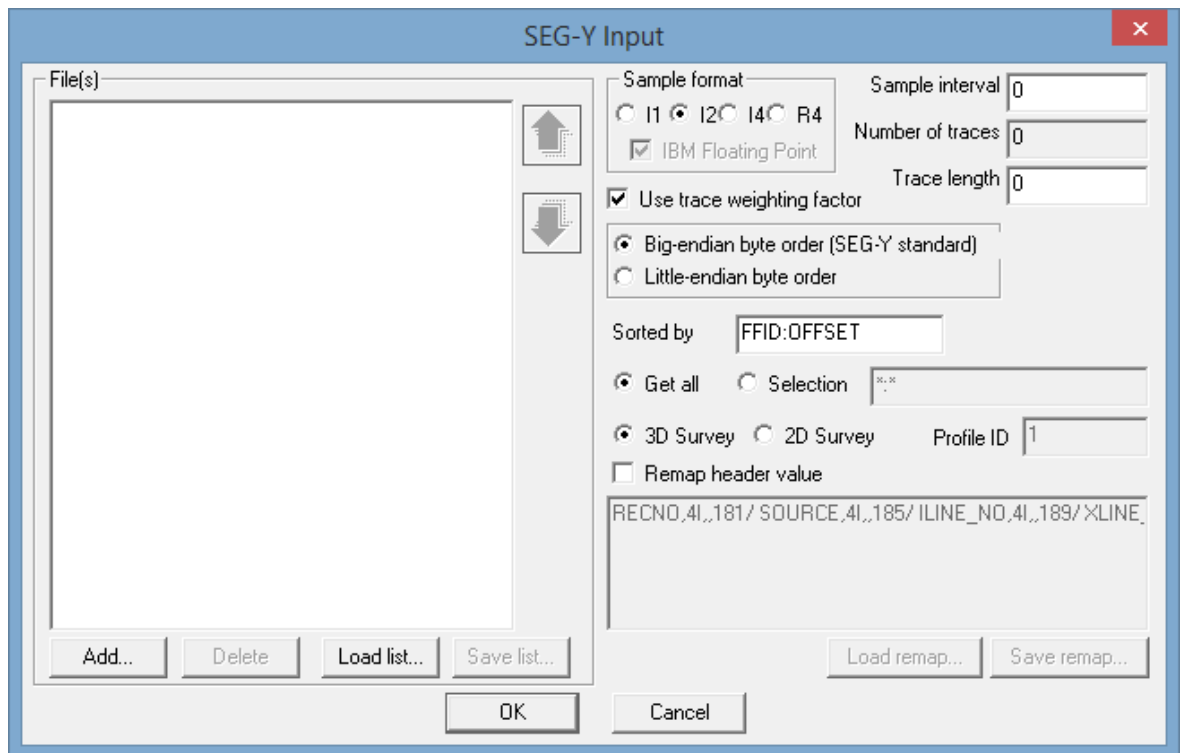 SEG-Y Input
File(s)
Add...
Delete
Load list...
Save list...
Sample format
I1 I2 I4 R4
IBM Floating Point
Sample interval 0
Number of traces 0
Trace length 0
Use trace weighting factor
Big-endian byte order (SEG-Y standard)
Little-endian byte order
Sorted by FFID:OFFSET
Get all Selection *:*
3D Survey 2D Survey Profile ID 1
Remap header value
RECNO,4I,,181/ SOURCE,4I,,185/ ILINE_NO,4I,,189/ XLINE_
Load remap... Save remap...
OK Cancel